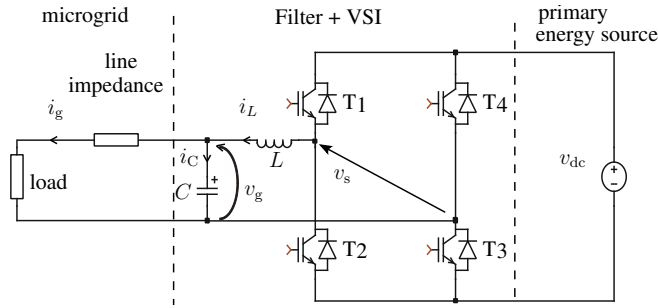 microgrid
Filter + VSI
primary
energy source
line
impedance
i_g
i_L
T1
T4
i_C
L
load
C
+
v_g
v_s
v_dc
+
−
T2
T3